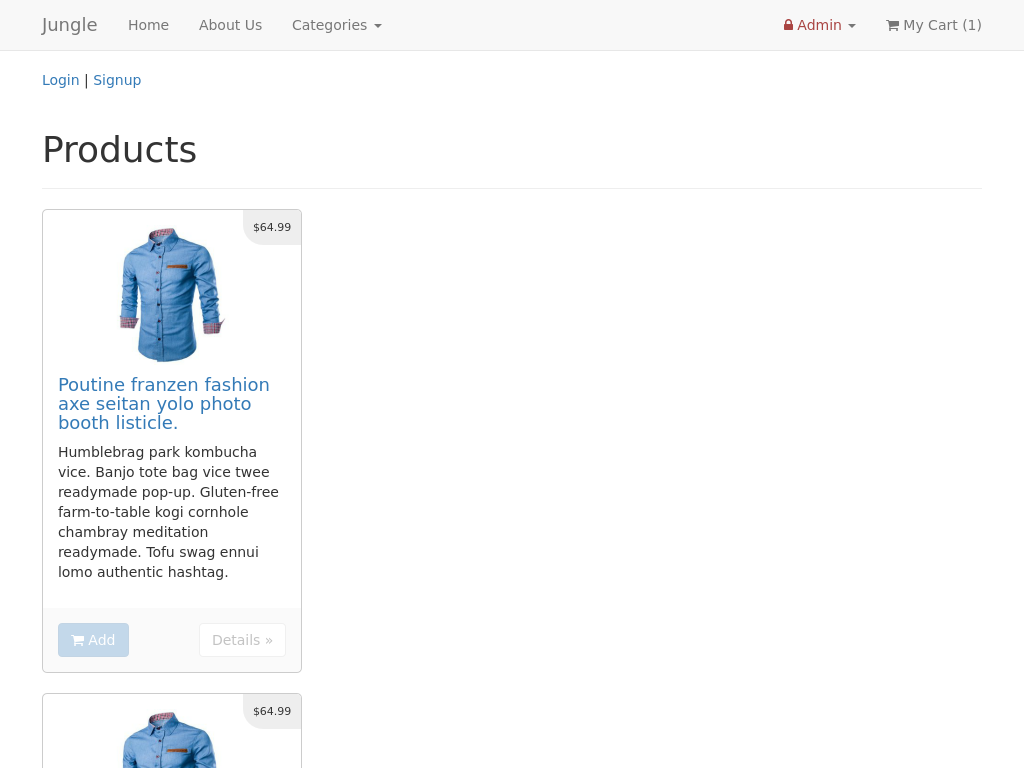 Jungle Home About Us Categories Admin My Cart (1)
Login | Signup
Products
$64.99
Poutine franzen fashion
axe seitan yolo photo
booth listicle.
Humblebrag park kombucha
vice. Banjo tote bag vice twee
readymade pop-up. Gluten-free
farm-to-table kogi cornhole
chambray meditation
readymade. Tofu swag ennui
lomo authentic hashtag.
Add Details »
$64.99